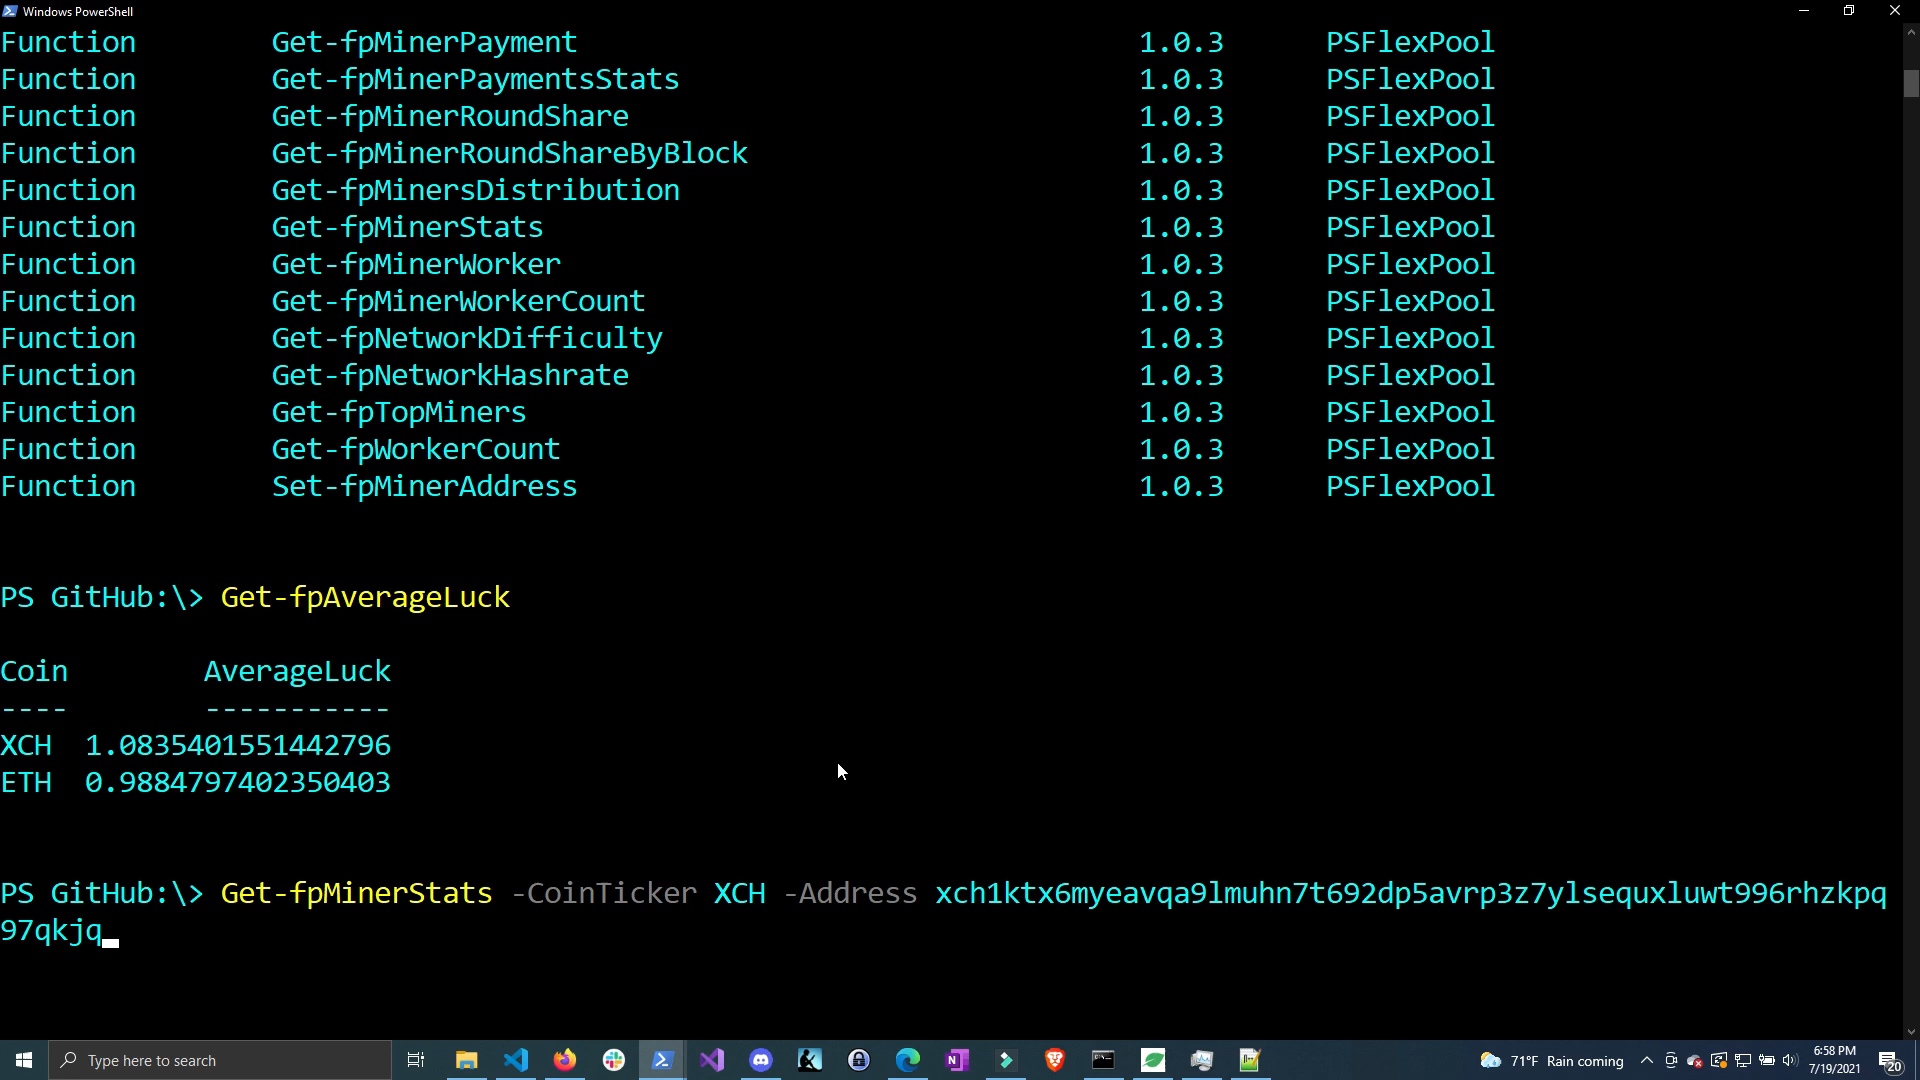 Windows PowerShell
Function Get-fpMinerPayment 1.0.3 PSFlexPool
Function Get-fpMinerPaymentsStats 1.0.3 PSFlexPool
Function Get-fpMinerRoundShare 1.0.3 PSFlexPool
Function Get-fpMinerRoundShareByBlock 1.0.3 PSFlexPool
Function Get-fpMinersDistribution 1.0.3 PSFlexPool
Function Get-fpMinerStats 1.0.3 PSFlexPool
Function Get-fpMinerWorker 1.0.3 PSFlexPool
Function Get-fpMinerWorkerCount 1.0.3 PSFlexPool
Function Get-fpNetworkDifficulty 1.0.3 PSFlexPool
Function Get-fpNetworkHashrate 1.0.3 PSFlexPool
Function Get-fpTopMiners 1.0.3 PSFlexPool
Function Get-fpWorkerCount 1.0.3 PSFlexPool
Function Set-fpMinerAddress 1.0.3 PSFlexPool
PS GitHub:\> Get-fpAverageLuck
Coin AverageLuck
---- -----------
XCH 1.0835401551442796
ETH 0.9884797402350403
PS GitHub:\> Get-fpMinerStats -CoinTicker XCH -Address xch1ktx6myeavqa9lmuhn7t692dp5avrp3z7ylsequxluwt996rhzkpq
97qkjq
Type here to search
71°F Rain coming
6:58 PM
7/19/2021
20